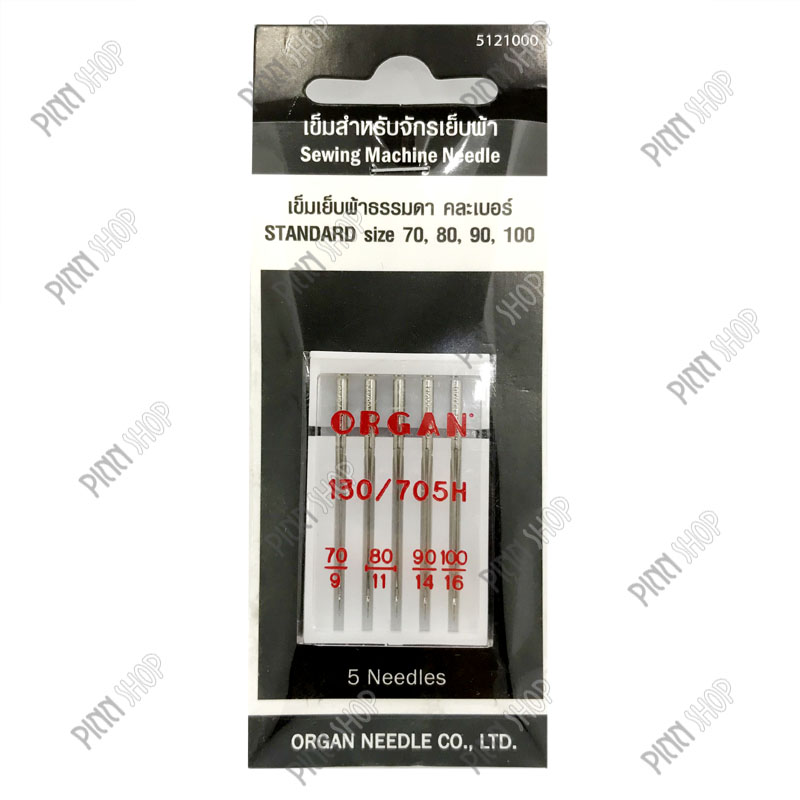 5121000
เข็มสำหรับจักรเย็บผ้า
Sewing Machine Needle
เข็มเย็บผ้าธรรมดา คละเบอร์
STANDARD size 70, 80, 90, 100
ORGAN
130/705H
70 80 90 100
9 11 14 16
5 Needles
ORGAN NEEDLE CO., LTD.
PINN SHOP